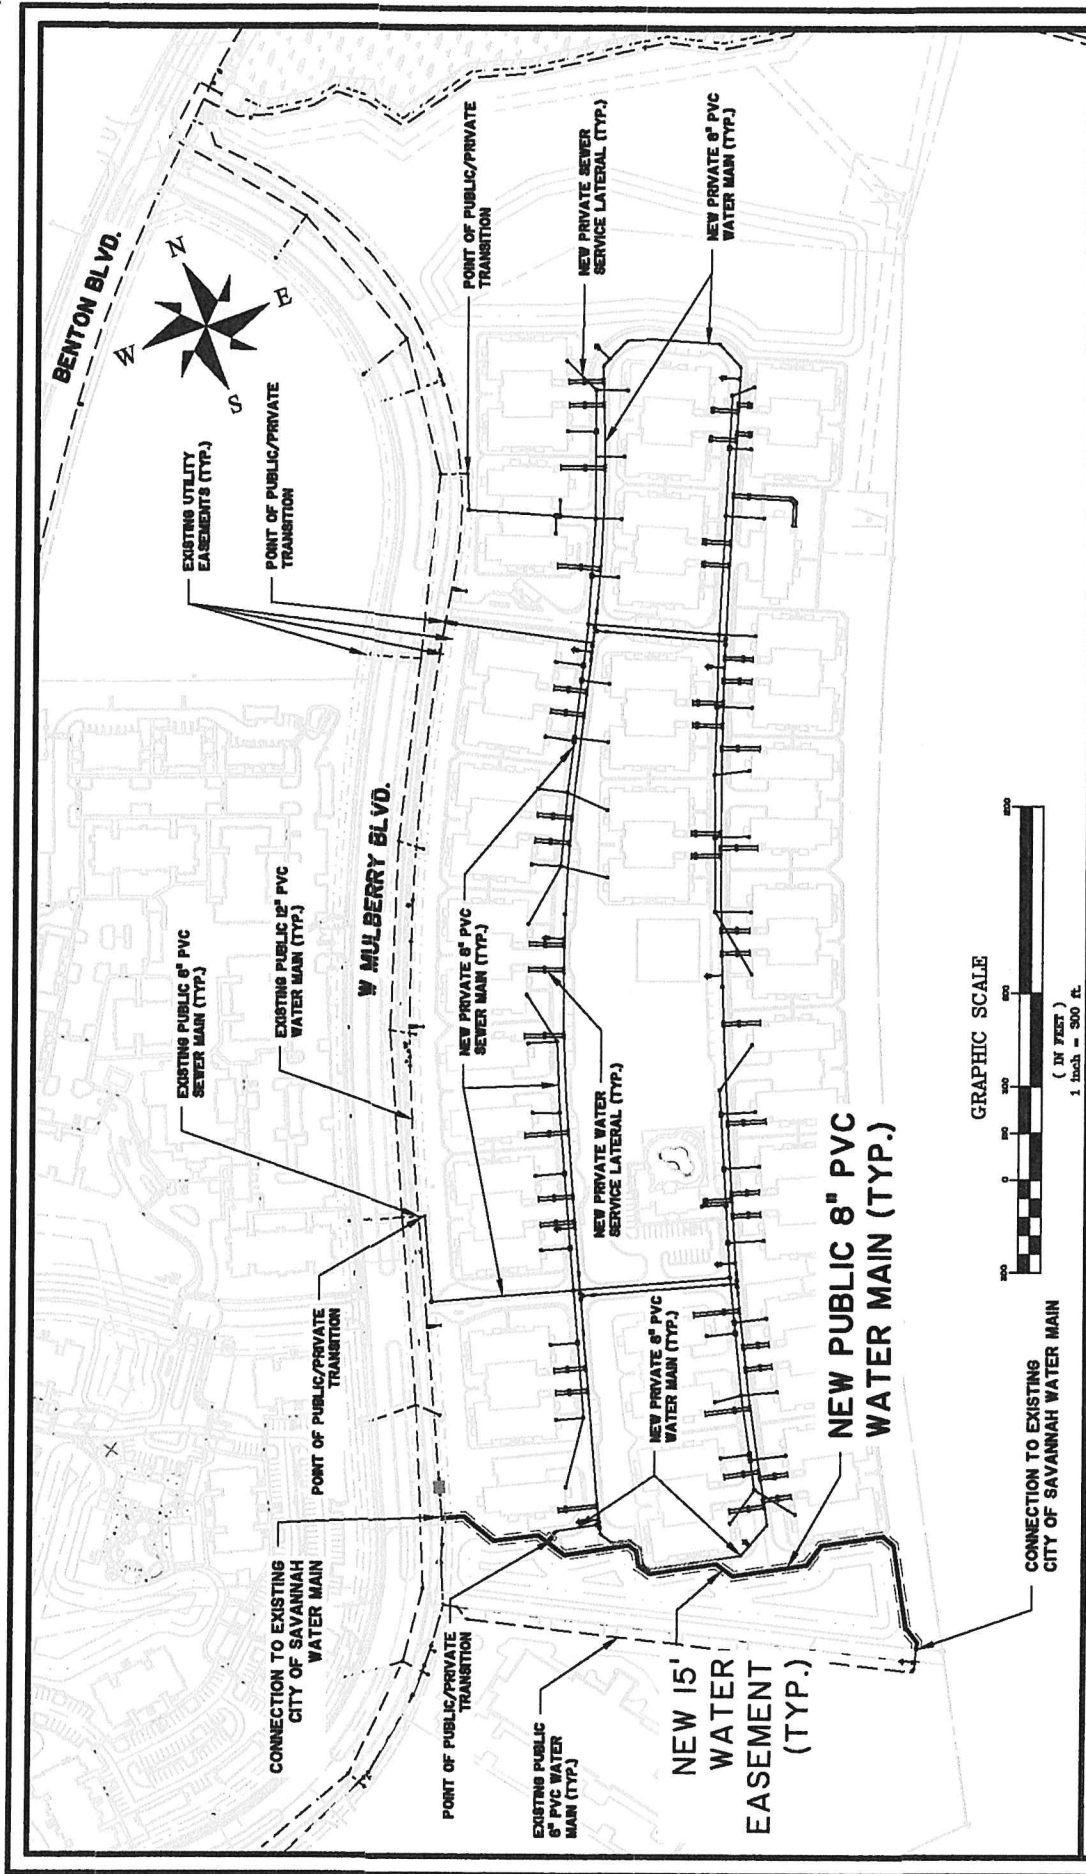 BENTON BLVD.
N
E
S
W
EXISTING UTILITY
EASEMENTS (TYP.)
POINT OF PUBLIC/PRIVATE
TRANSITION
POINT OF PUBLIC/PRIVATE
TRANSITION
NEW PRIVATE SEWER
SERVICE LATERAL (TYP.)
NEW PRIVATE 8" PVC
WATER MAIN (TYP.)
W MULBERRY BLVD.
EXISTING PUBLIC 8" PVC
SEWER MAIN (TYP.)
EXISTING PUBLIC 12" PVC
WATER MAIN (TYP.)
NEW PRIVATE 8" PVC
SEWER MAIN (TYP.)
NEW PRIVATE WATER
SERVICE LATERAL (TYP.)
POINT OF PUBLIC/PRIVATE
TRANSITION
NEW PRIVATE 8" PVC
WATER MAIN (TYP.)
NEW PUBLIC 8" PVC
WATER MAIN (TYP.)
CONNECTION TO EXISTING
CITY OF SAVANNAH
WATER MAIN
POINT OF PUBLIC/PRIVATE
TRANSITION
EXISTING PUBLIC
8" PVC WATER
MAIN (TYP.)
NEW 15'
WATER
EASEMENT
(TYP.)
CONNECTION TO EXISTING
CITY OF SAVANNAH WATER MAIN
GRAPHIC SCALE
0
( IN FEET )
1 inch = 300 ft.